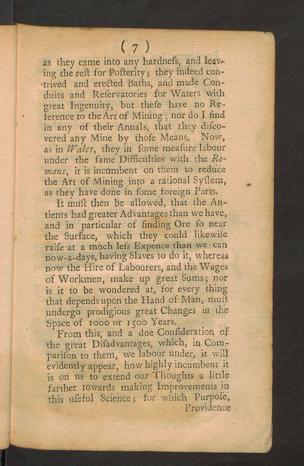 ( 7 )
as they came into any hardneſs, and leav-
ing the reſt for Poſterity; they indeed con-
trived and erected Baths, and made Con-
duits and Reſervatories for Waters with
great Ingenuity, but theſe have no Re-
ference to the Art of Mining; nor do I find
in any of their Annals, that they diſco-
vered any Mine by thoſe Means. Now,
as in Wales, they in ſome meaſure labour
under the ſame Difficulties with the Ro-
mans, it is incumbent on them to reduce
the Art of Mining into a rational Syſtem,
as they have done in ſome foreign Parts.
It muſt then be allowed, that the An-
tients had greater Advantages than we have,
and in particular of finding Ore ſo near
the Surface, which they could likewiſe
raiſe at a much leſs Expence than we can
now-a-days, having Slaves to do it, whereas
now the Hire of Labourers, and the Wages
of Workmen, make up great Sums; nor
is it to be wondered at, for every thing
that depends upon the Hand of Man, muſt
undergo prodigious great Changes in the
Space of 1000 or 1500 Years.
From this, and a due Conſideration of
the great Diſadvantages, which, in Com-
pariſon to them, we labour under, it will
evidently appear, how highly incumbent it
is on us to extend our Thoughts a little
farther towards making Improvements in
this uſeful Science; for which Purpoſe,
Providence